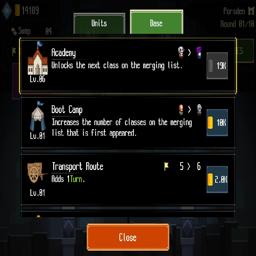 19189
Units
Base
Round 01/10
Academy
Unlocks the next class on the merging list.
Lv.06
19K
Boot Camp
Increases the number of classes on the merging
list that is first appeared.
Lv.01
10K
Transport Route
5 > 6
Adds 1Turn.
Lv.01
2.0K
Close